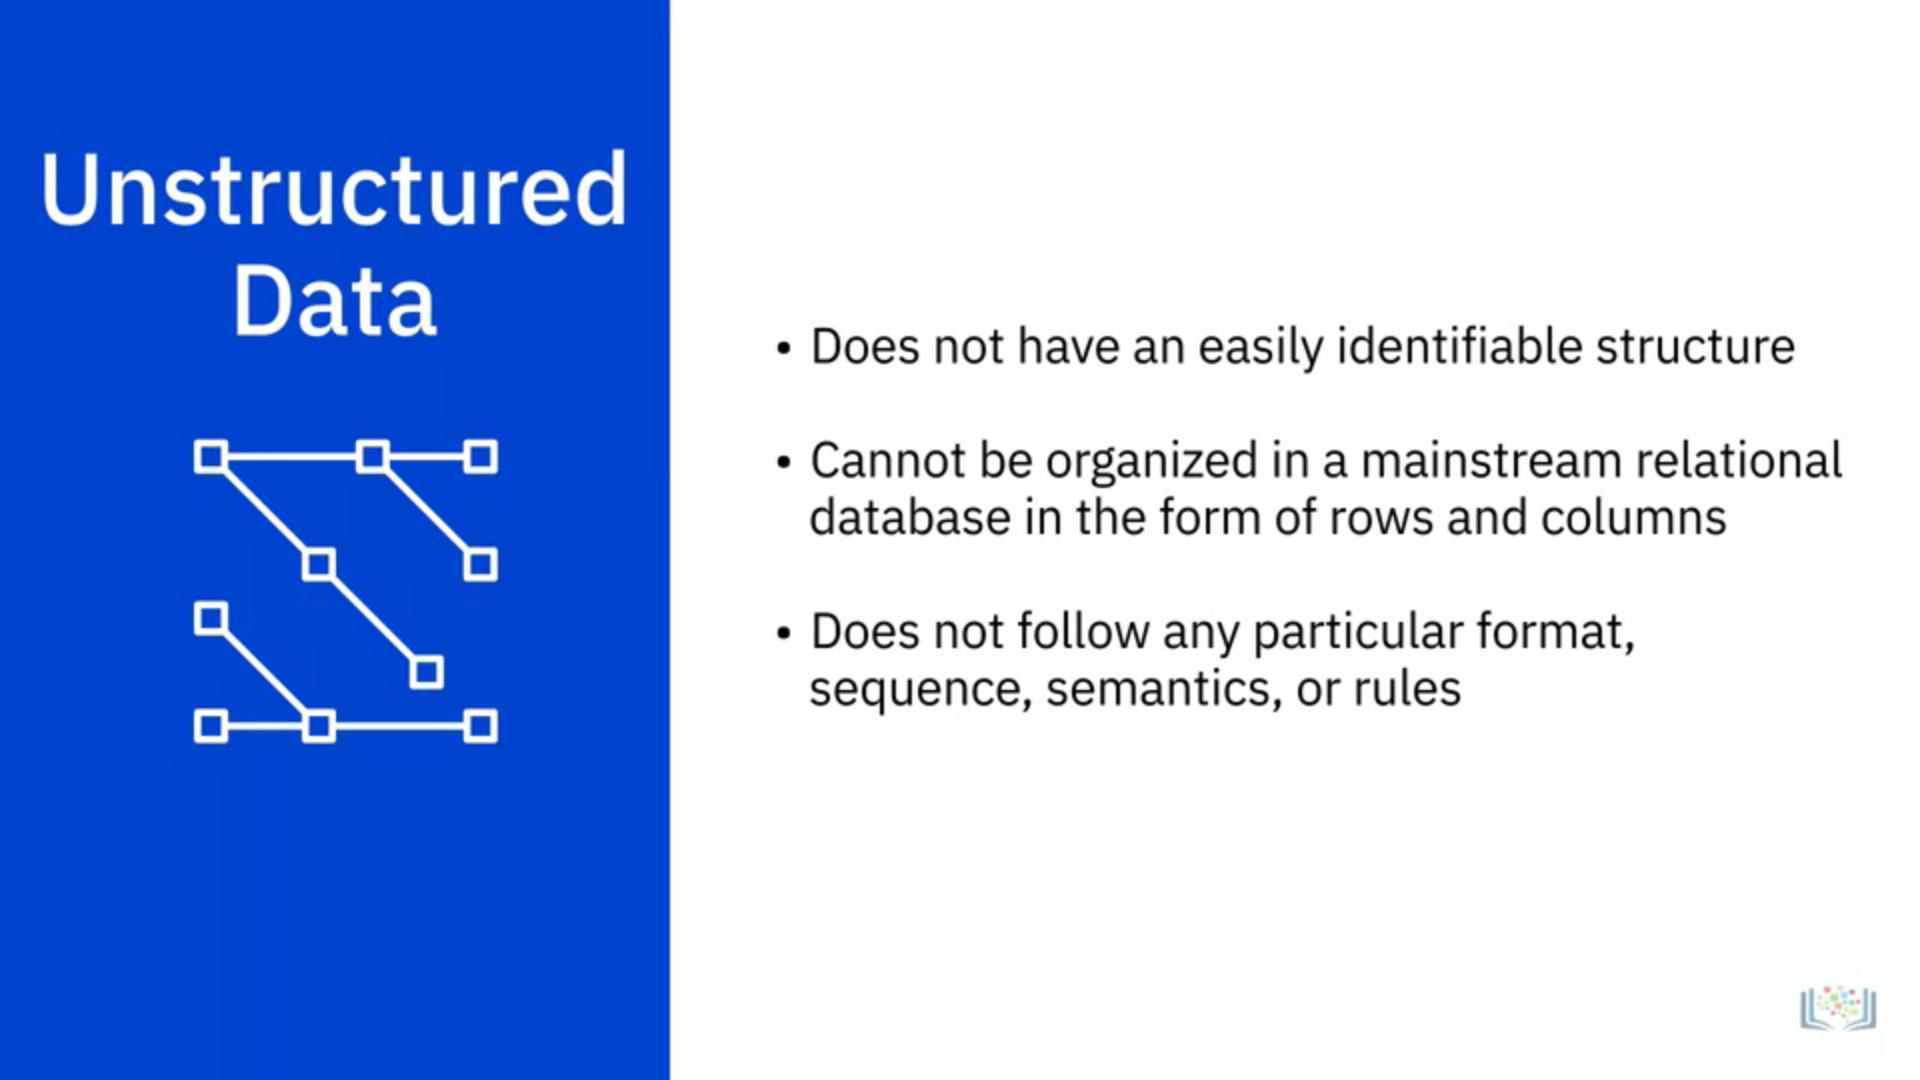 Unstructured
Data
• Does not have an easily identifiable structure
• Cannot be organized in a mainstream relational
database in the form of rows and columns
• Does not follow any particular format,
sequence, semantics, or rules